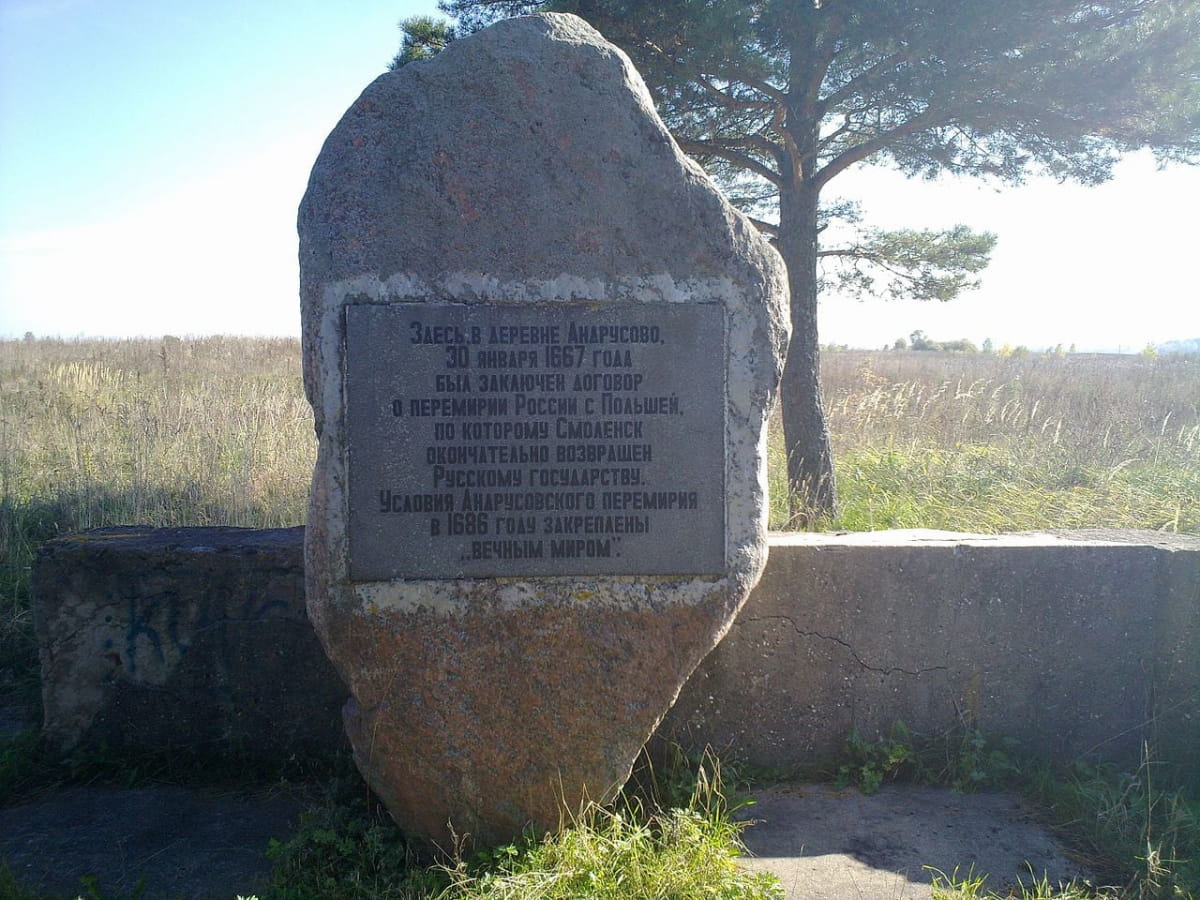 Здесь, в деревне Андрусово,
30 января 1667 года
был заключен договор
о перемирии России с Польшей,
по которому Смоленск
окончательно возвращен
Русскому государству.
Условия Андрусовского перемирия
в 1686 году закреплены
„вечным миром".